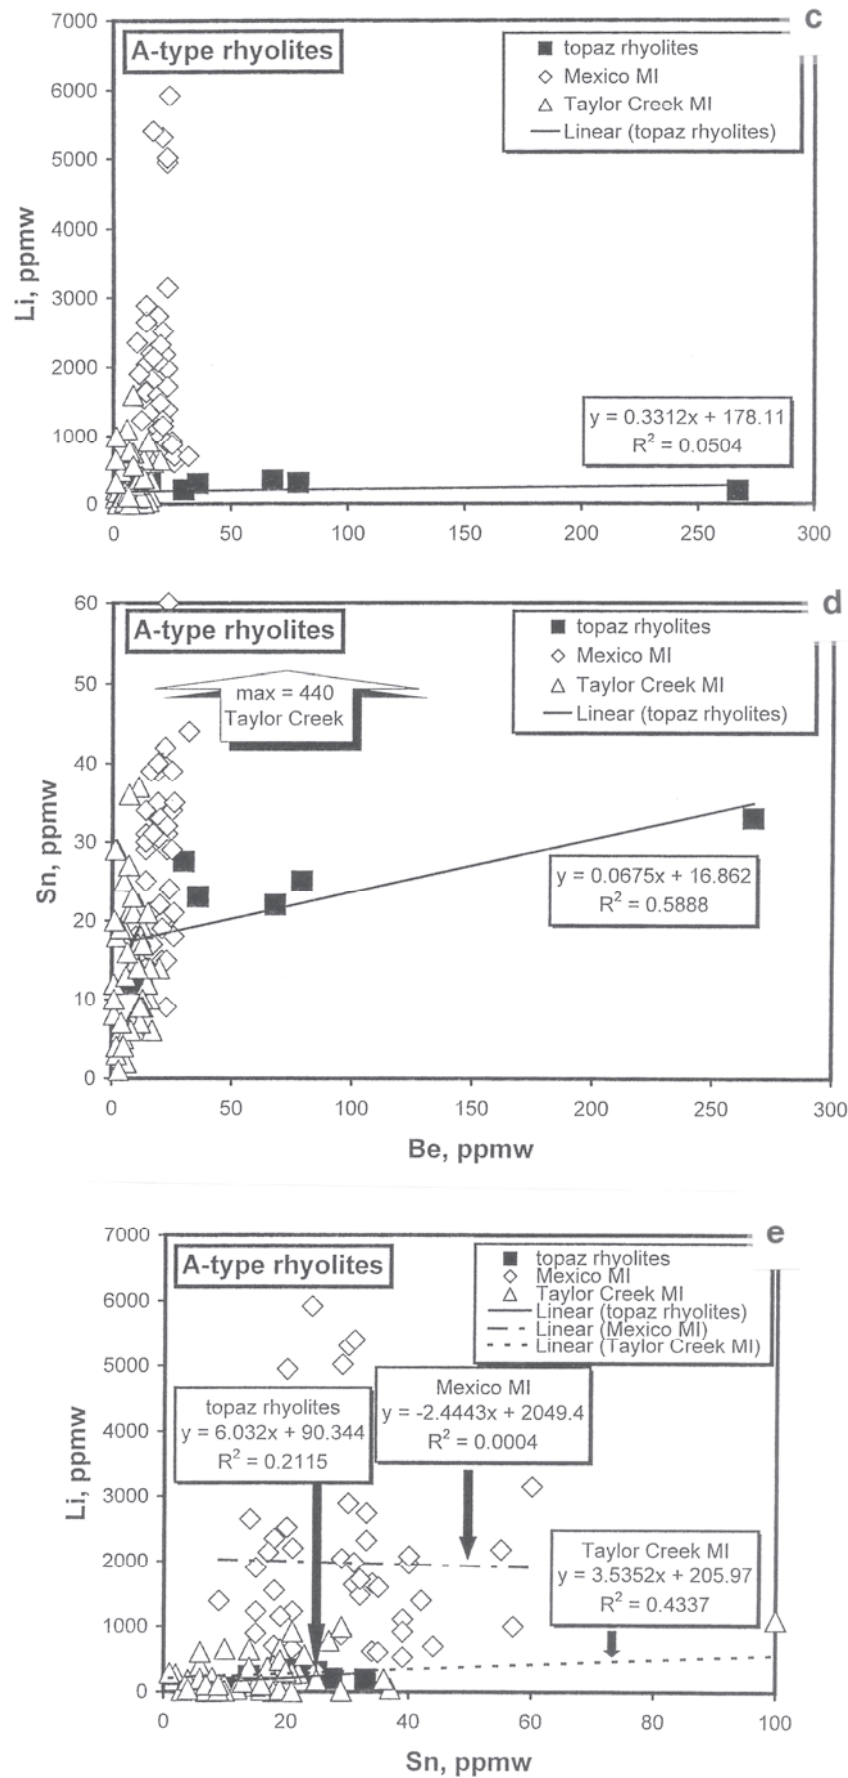 c
7000
A-type rhyolites
topaz rhyolites
Mexico MI
Taylor Creek MI
Linear (topaz rhyolites)
6000
5000
4000
3000
2000
1000
0
Li, ppmw
y = 0.3312x + 178.11
R² = 0.0504
0 50 100 150 200 250 300
d
60
A-type rhyolites
topaz rhyolites
Mexico MI
Taylor Creek MI
Linear (topaz rhyolites)
max = 440
Taylor Creek
50
40
30
20
10
0
Sn, ppmw
y = 0.0675x + 16.862
R² = 0.5888
0 50 100 150 200 250 300
Be, ppmw
e
7000
A-type rhyolites
topaz rhyolites
Mexico MI
Taylor Creek MI
Linear (topaz rhyolites)
Linear (Mexico MI)
Linear (Taylor Creek MI)
6000
5000
4000
3000
2000
1000
0
Li, ppmw
topaz rhyolites
y = 6.032x + 90.344
R² = 0.2115
Mexico MI
y = -2.4443x + 2049.4
R² = 0.0004
Taylor Creek MI
y = 3.5352x + 205.97
R² = 0.4337
0 20 40 60 80 100
Sn, ppmw